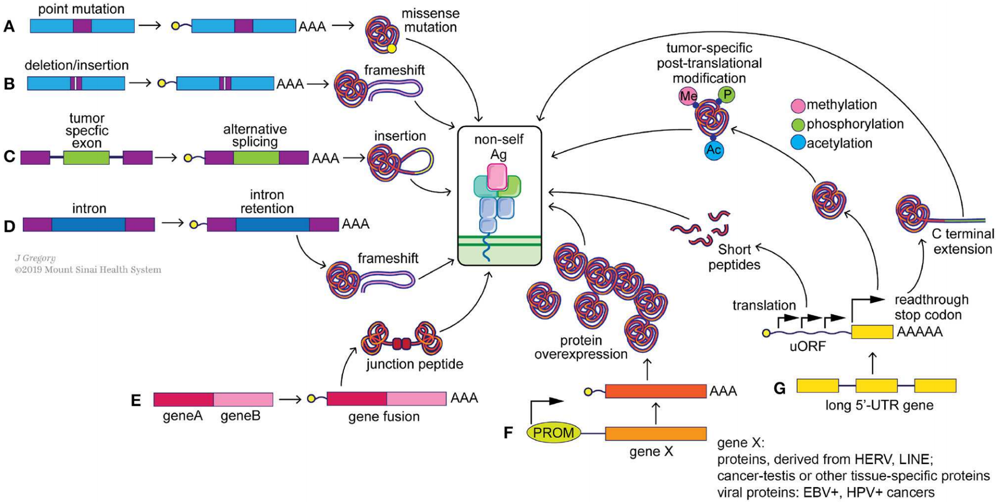 A
point mutation
AAA
missense
mutation
B
deletion/insertion
AAA
frameshift
C
tumor
specfic
exon
alternative
splicing
AAA
insertion
D
intron
intron
retention
AAA
frameshift
J Gregory
©2019 Mount Sinai Health System
E
geneA
geneB
gene fusion
AAA
junction peptide
non-self
Ag
tumor-specific
post-translational
modification
Me
P
Ac
methylation
phosphorylation
acetylation
Short
peptides
C terminal
extension
translation
readthrough
stop codon
uORF
AAAAA
G
long 5’-UTR gene
protein
overexpression
AAA
F
PROM
gene X
gene X:
proteins, derived from HERV, LINE;
cancer-testis or other tissue-specific proteins
viral proteins: EBV+, HPV+ cancers